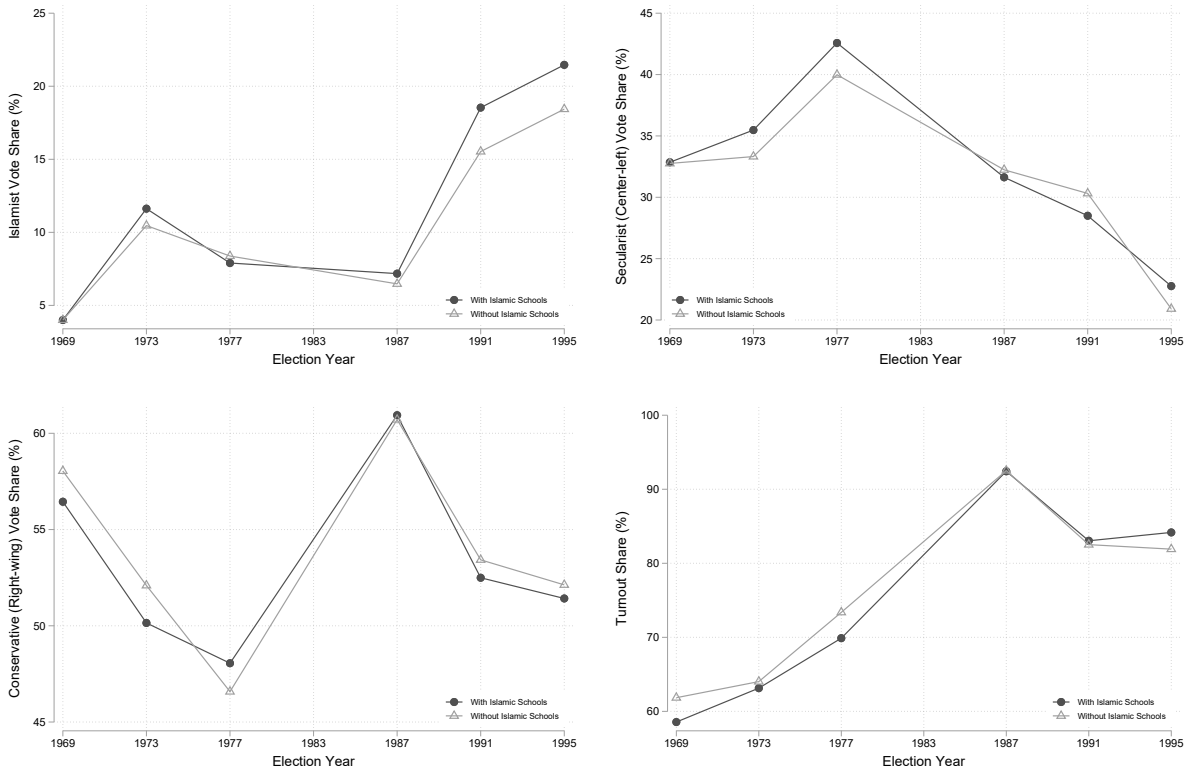 Islamist Vote Share (%)
25
20
15
10
5
With Islamic Schools
Without Islamic Schools
1969 1973 1977 1983 1987 1991 1995
Election Year
Secularist (Center-left) Vote Share (%)
45
40
35
30
25
20
With Islamic Schools
Without Islamic Schools
1969 1973 1977 1983 1987 1991 1995
Election Year
Conservative (Right-wing) Vote Share (%)
60
55
50
45
With Islamic Schools
Without Islamic Schools
1969 1973 1977 1983 1987 1991 1995
Election Year
Turnout Share (%)
100
90
80
70
60
With Islamic Schools
Without Islamic Schools
1969 1973 1977 1983 1987 1991 1995
Election Year